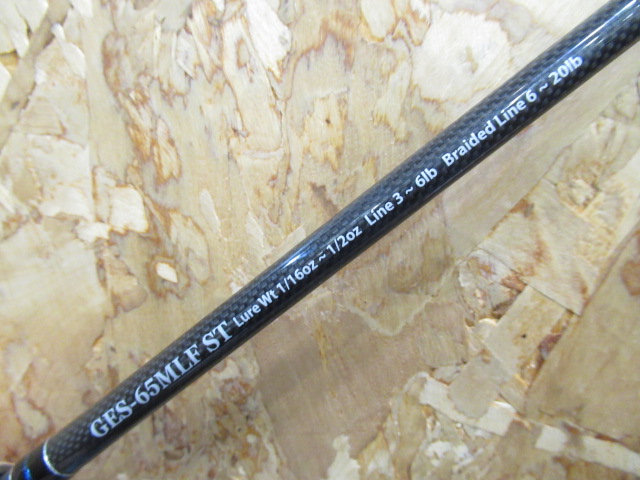 GES-65MLF ST Lure Wt 1/16oz ~ 1/2oz Line 3 ~ 6lb Braided Line 6 ~ 20lb